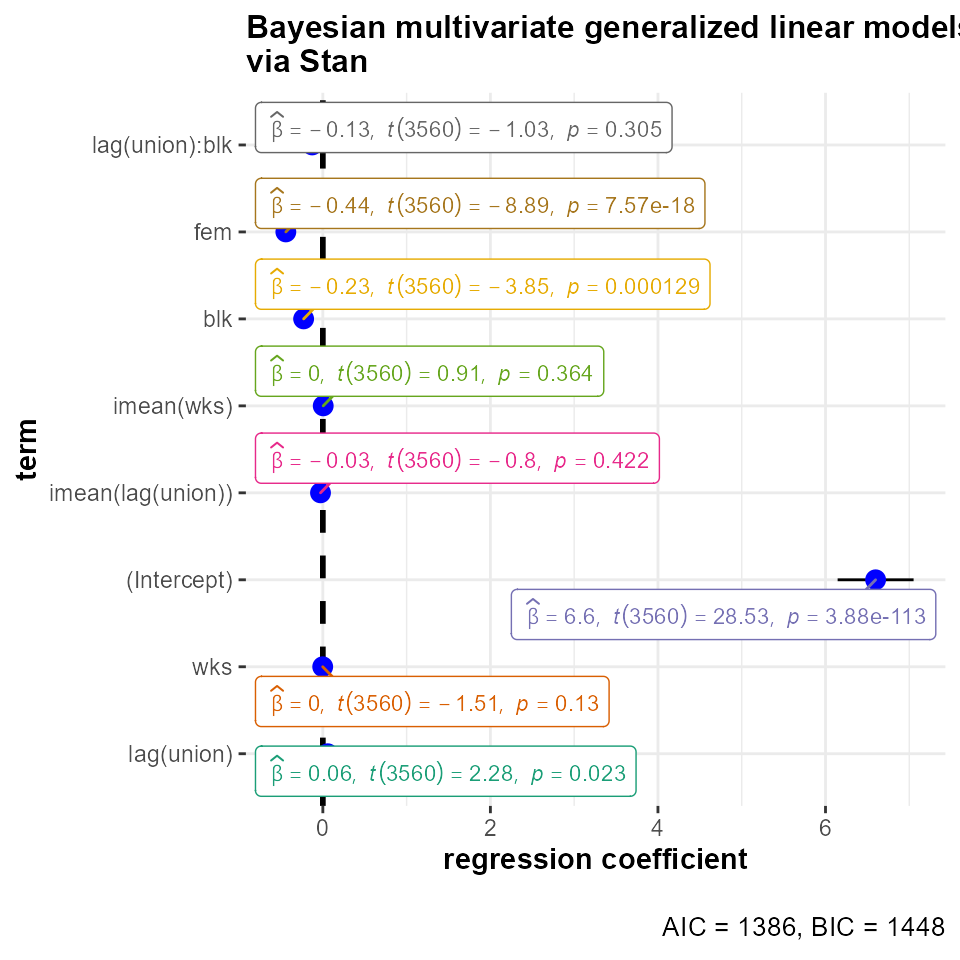 Bayesian multivariate generalized linear models
via Stan
lag(union):blk
β̂ = −0.13, t(3560) = −1.03, p = 0.305
fem
β̂ = −0.44, t(3560) = −8.89, p = 7.57e-18
blk
β̂ = −0.23, t(3560) = −3.85, p = 0.000129
imean(wks)
β̂ = 0, t(3560) = 0.91, p = 0.364
imean(lag(union))
β̂ = −0.03, t(3560) = −0.8, p = 0.422
(Intercept)
β̂ = 6.6, t(3560) = 28.53, p = 3.88e-113
wks
β̂ = 0, t(3560) = −1.51, p = 0.13
lag(union)
β̂ = 0.06, t(3560) = 2.28, p = 0.023
term
0 2 4 6
regression coefficient
AIC = 1386, BIC = 1448